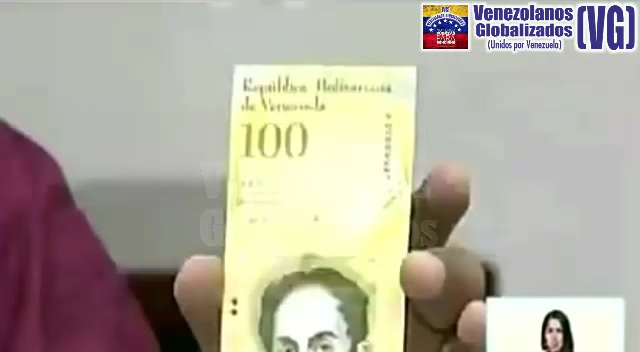 Venezolanos
Globalizados
(Unidos por Venezuela)
(VG)
República Bolivariana
de Venezuela
100